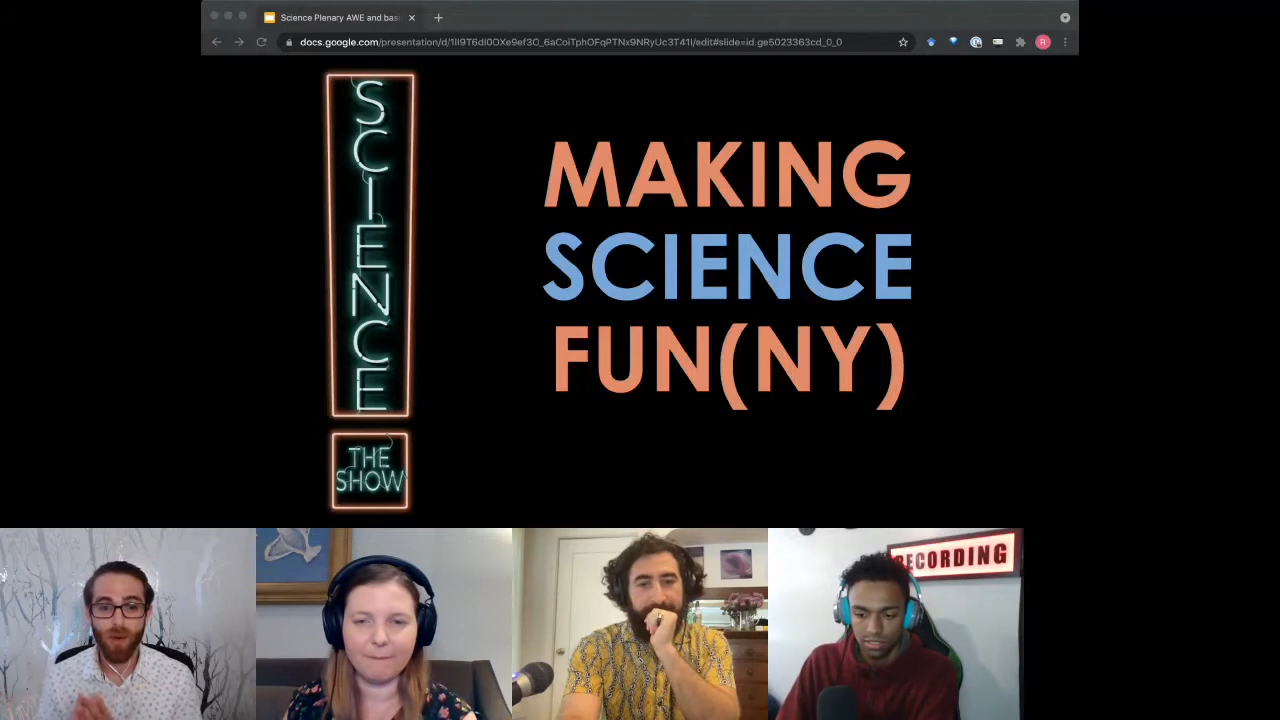 Science Plenary AWE and bas
docs.google.com/presentation/d/1lI9T6dI0OXe9ef3O_6aCoiTphOFqPTNx9NRyUc3T41I/edit#slide=id.ge5023363cd_0_0
R
SCIENCE
THE
SHOW
MAKING
SCIENCE
FUN(NY)
RECORDING